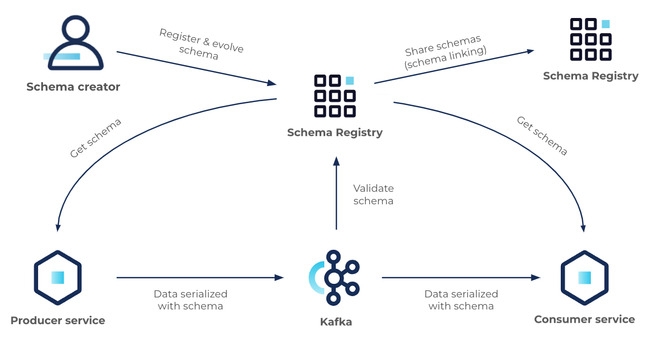 Register & evolve
schema
Share schemas
(schema linking)
Schema creator
Schema Registry
Schema Registry
Get schema
Get schema
Validate
schema
Data serialized
with schema
Data serialized
with schema
Producer service
Kafka
Consumer service